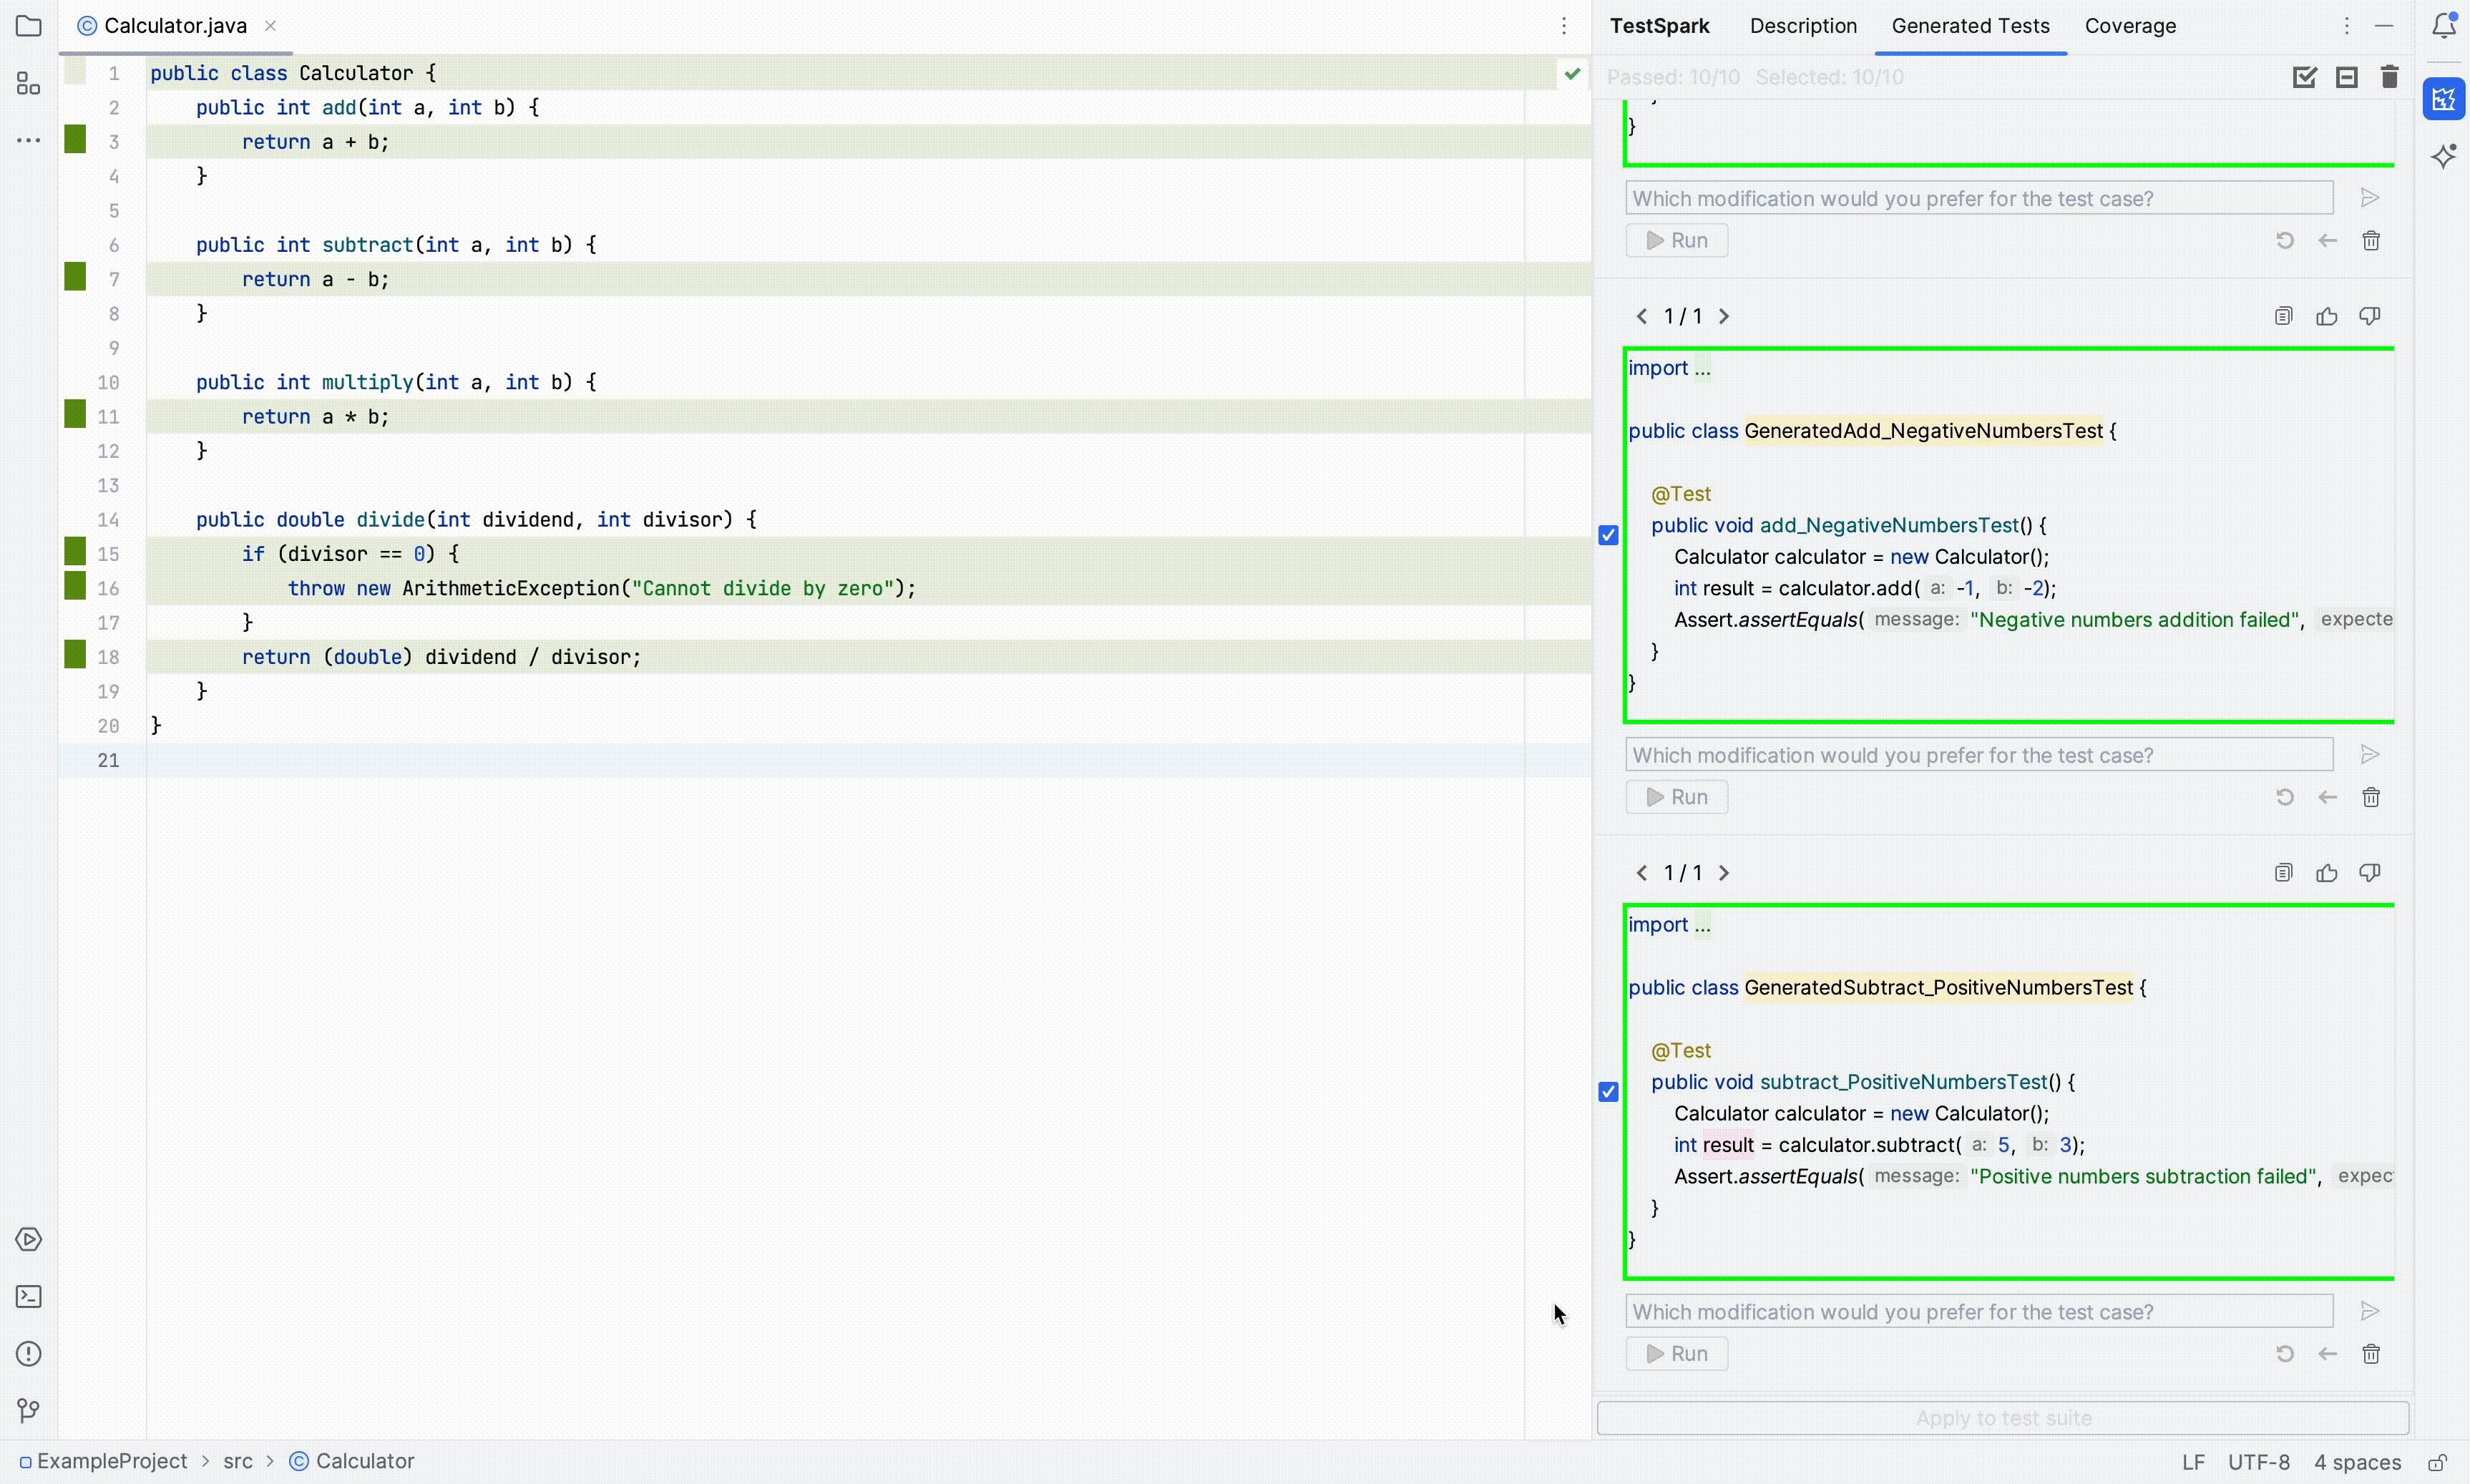 Calculator.java
1 public class Calculator {
2 public int add(int a, int b) {
3 return a + b;
4 }
5
6 public int subtract(int a, int b) {
7 return a - b;
8 }
9
10 public int multiply(int a, int b) {
11 return a * b;
12 }
13
14 public double divide(int dividend, int divisor) {
15 if (divisor == 0) {
16 throw new ArithmeticException("Cannot divide by zero");
17 }
18 return (double) dividend / divisor;
19 }
20 }
21
TestSpark Description Generated Tests Coverage
Passed: 10/10 Selected: 10/10
}
}
Which modification would you prefer for the test case?
Run
1 / 1
import ...
public class GeneratedAdd_NegativeNumbersTest {
@Test
public void add_NegativeNumbersTest() {
Calculator calculator = new Calculator();
int result = calculator.add( a: -1, b: -2);
Assert.assertEquals( message: "Negative numbers addition failed", expecte
}
}
Which modification would you prefer for the test case?
Run
1 / 1
import ...
public class GeneratedSubtract_PositiveNumbersTest {
@Test
public void subtract_PositiveNumbersTest() {
Calculator calculator = new Calculator();
int result = calculator.subtract( a: 5, b: 3);
Assert.assertEquals( message: "Positive numbers subtraction failed", expec
}
}
Which modification would you prefer for the test case?
Run
Apply to test suite
ExampleProject > src > Calculator
LF UTF-8 4 spaces